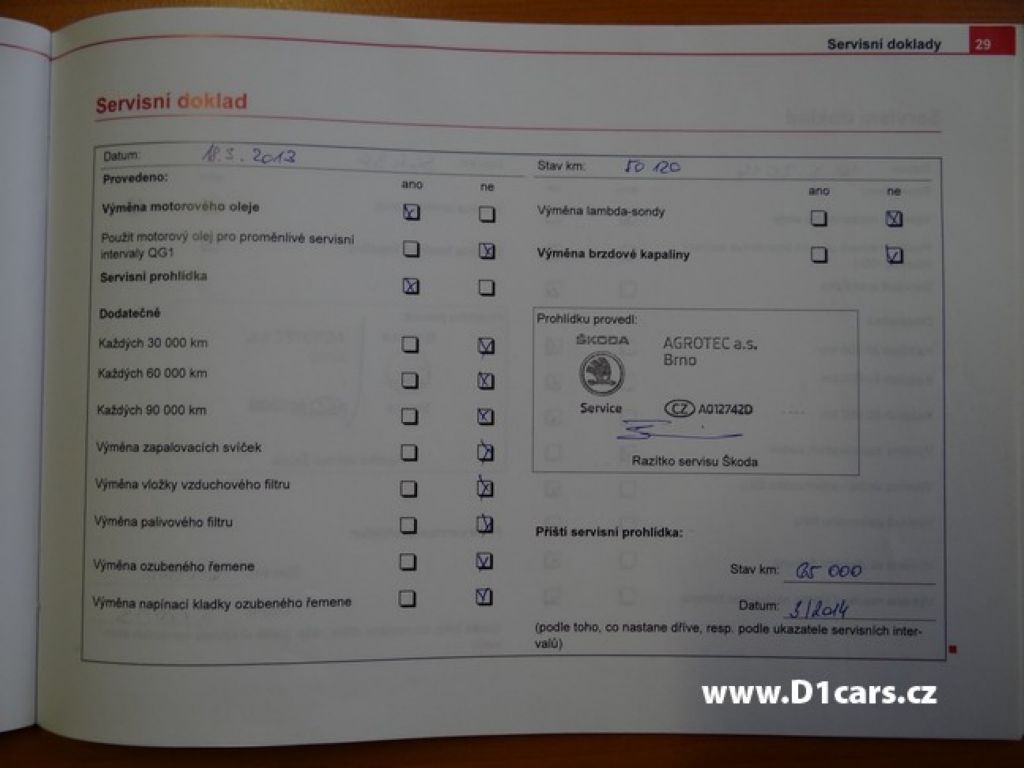 Servisní doklady 29
Servisní doklad
Datum: 18.3.2013
Provedeno:
ano ne
Výměna motorového oleje
Použit motorový olej pro proměnlivé servisní
intervaly QG1
Servisní prohlídka
Dodatečně
Každých 30 000 km
Každých 60 000 km
Každých 90 000 km
Výměna zapalovacích svíček
Výměna vložky vzduchového filtru
Výměna palivového filtru
Výměna ozubeného řemene
Výměna napínací kladky ozubeného řemene
Stav km: 50 120
ano ne
Výměna lambda-sondy
Výměna brzdové kapaliny
Prohlídku provedl:
ŠKODA
Service
AGROTEC a.s.
Brno
CZ A012742D
Razítko servisu Škoda
Příští servisní prohlídka:
Stav km: 65 000
Datum: 3/2014
(podle toho, co nastane dříve, resp. podle ukazatele servisních inter-
valů)
www.D1cars.cz